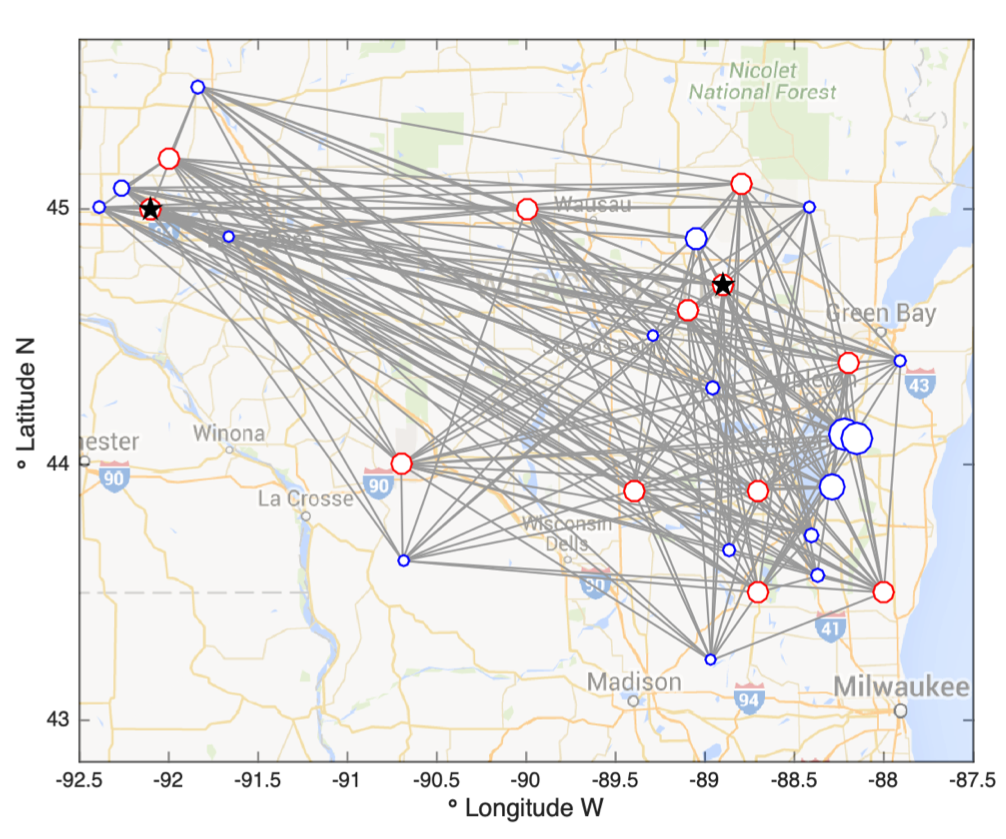 Nicolet
National Forest
Wausau
94
Green Bay
43
nester
Winona
90
90
La Crosse
Wisconsin
Dells
90
41
Madison
94
Milwaukee
45
44
43
° Latitude N
-92.5 -92 -91.5 -91 -90.5 -90 -89.5 -89 -88.5 -88 -87.5
° Longitude W